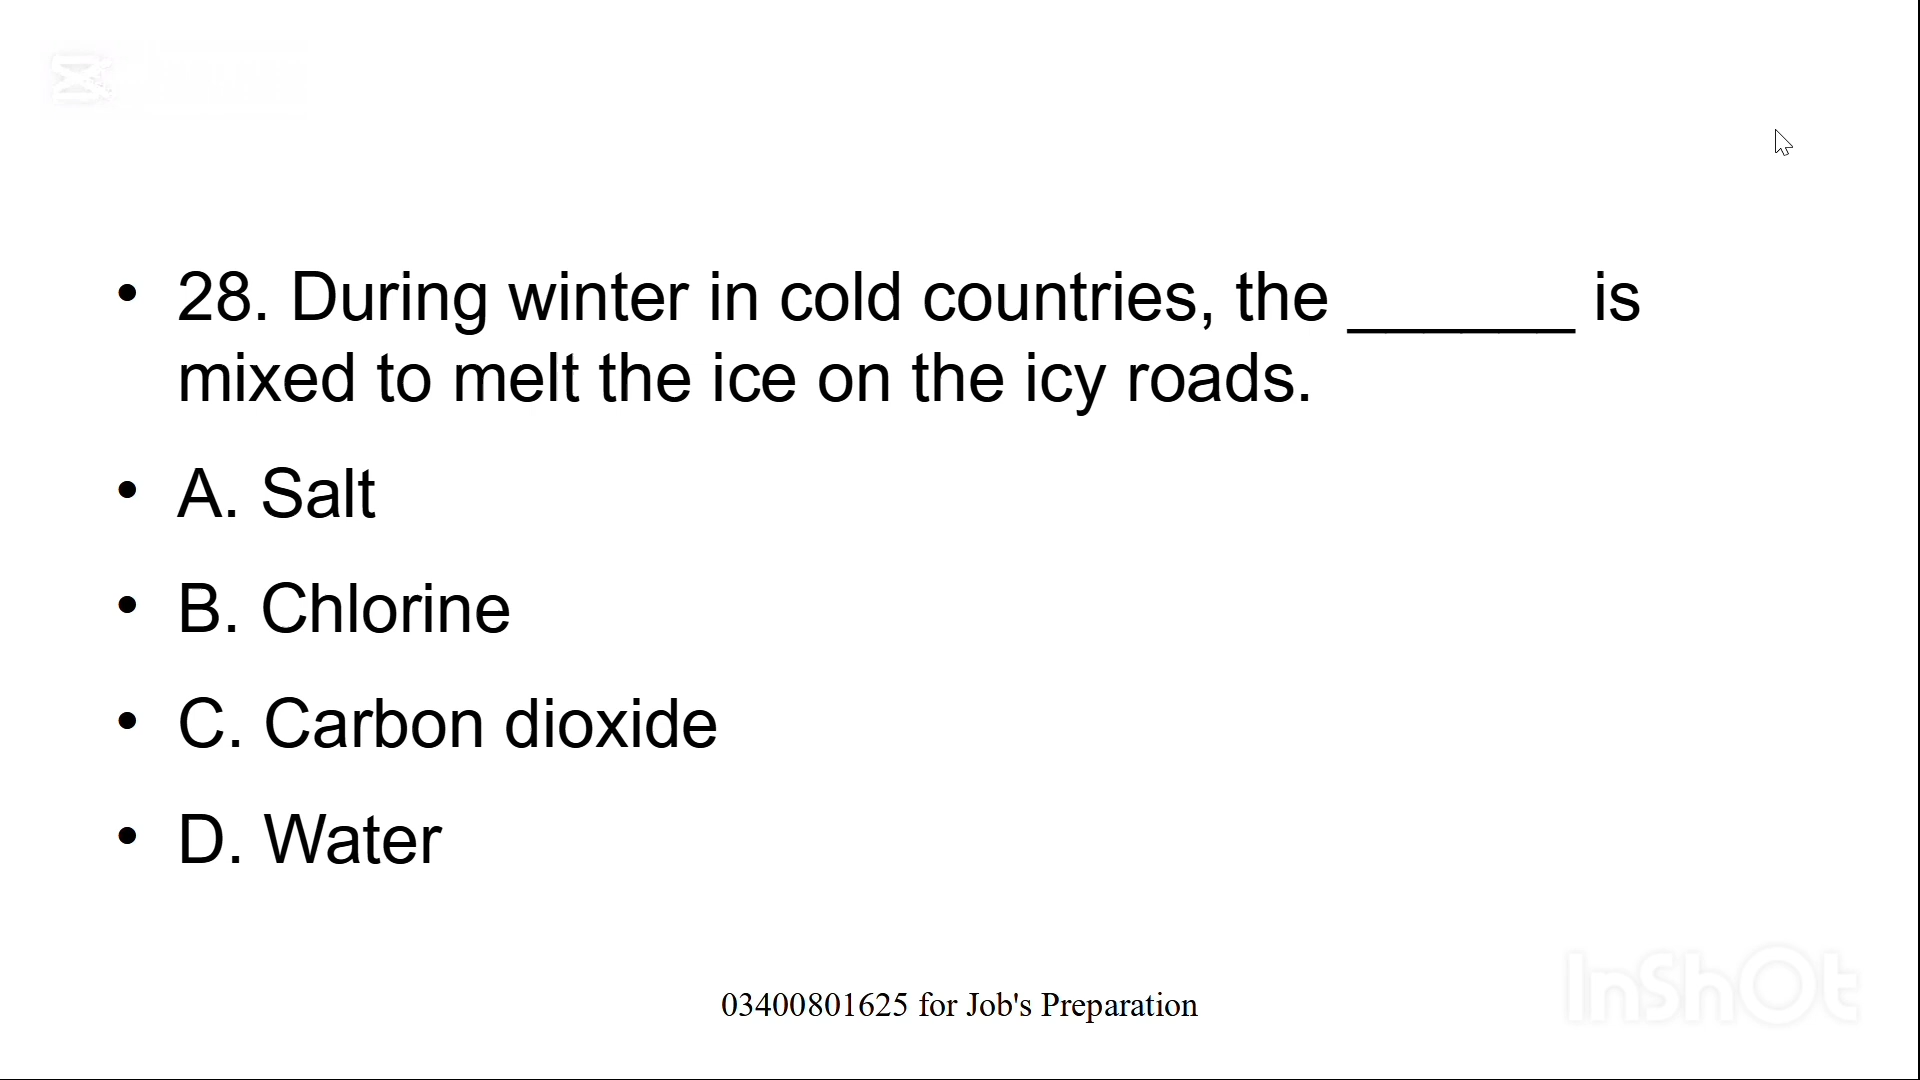 • 28. During winter in cold countries, the ______ is
mixed to melt the ice on the icy roads.
• A. Salt
• B. Chlorine
• C. Carbon dioxide
• D. Water
03400801625 for Job's Preparation
InShOt